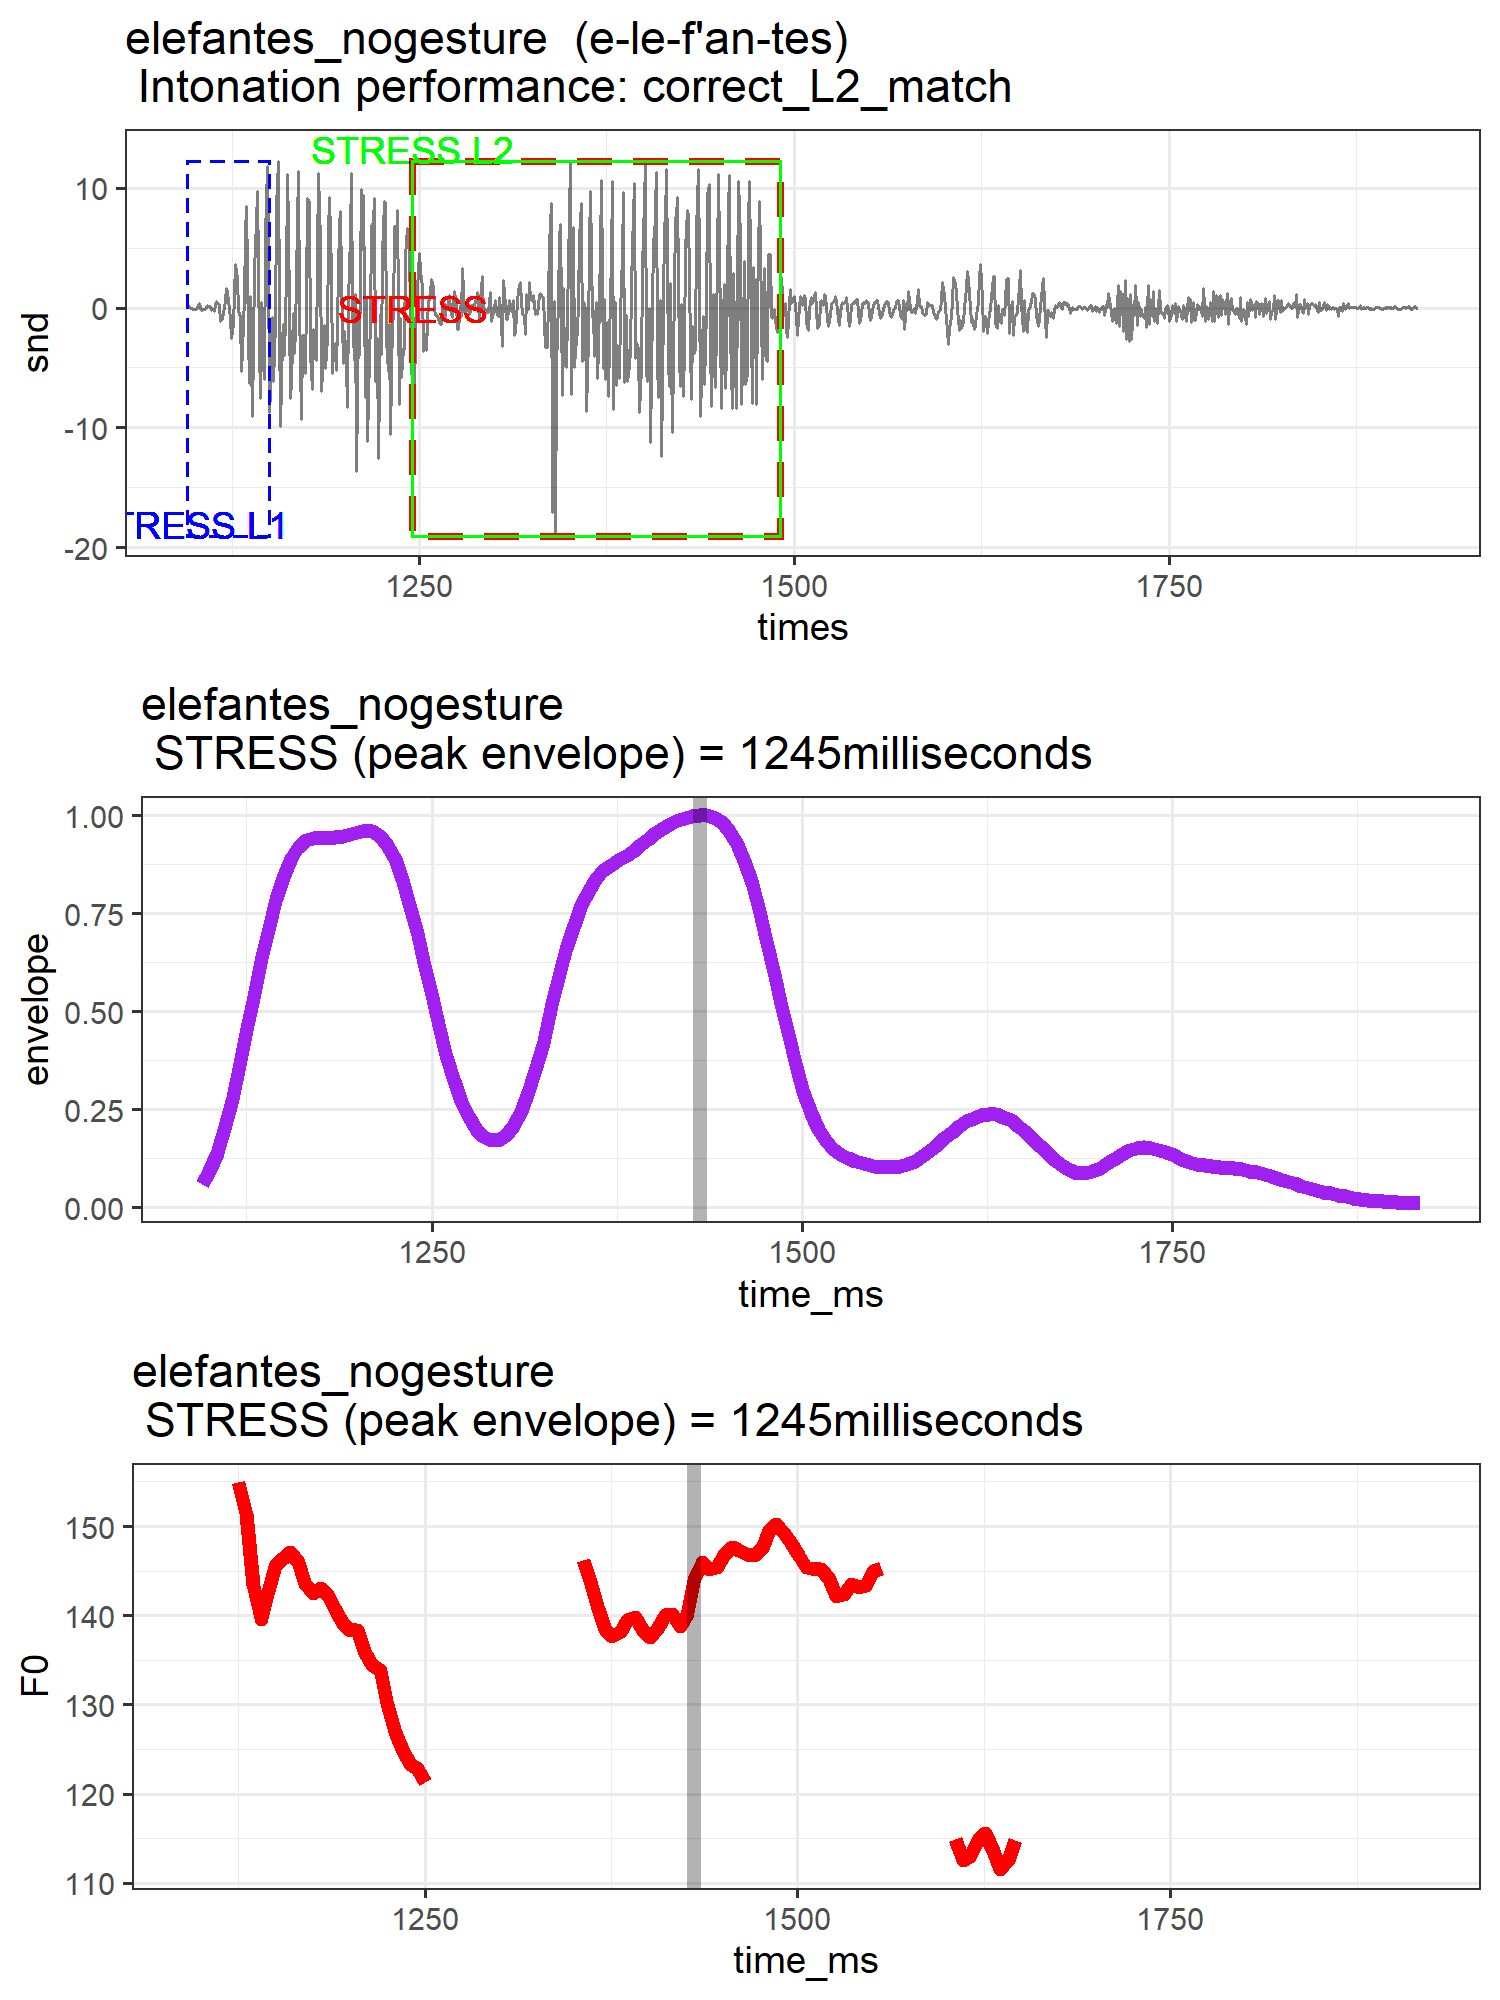 elefantes_nogesture  (e-le-f'an-tes)
Intonation performance: correct_L2_match
STRESS L2
10
0
-10
-20
snd
STRESS
TRESS L1
1250 1500 1750
times
elefantes_nogesture
STRESS (peak envelope) = 1245milliseconds
1.00
0.75
0.50
0.25
0.00
envelope
1250 1500 1750
time_ms
elefantes_nogesture
STRESS (peak envelope) = 1245milliseconds
150
140
130
120
110
F0
1250 1500 1750
time_ms